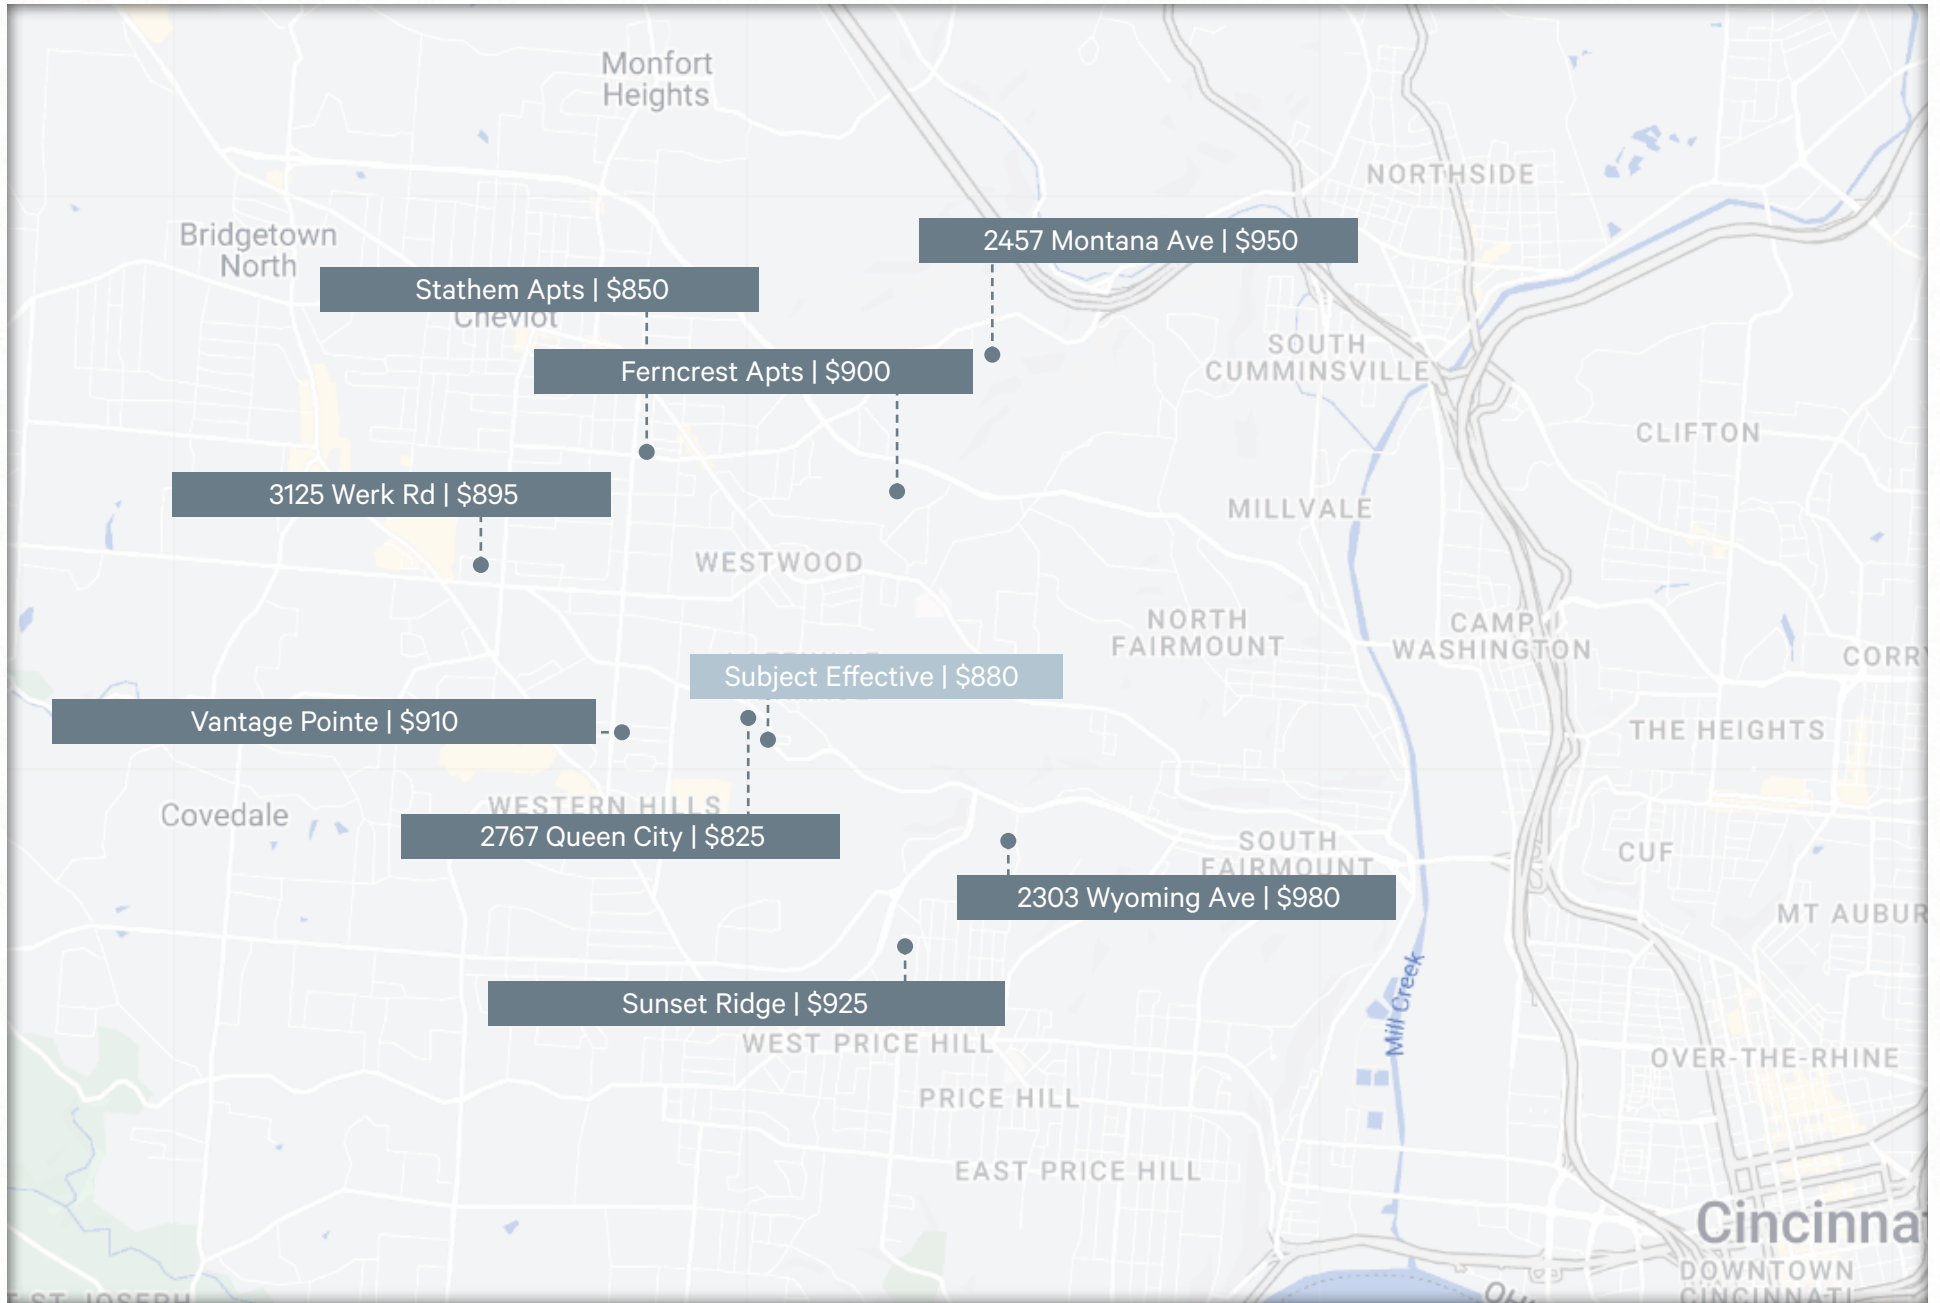 Monfort
Heights
NORTHSIDE
Bridgetown
North
2457 Montana Ave | $950
Stathem Apts | $850
Cheviot
SOUTH
CUMMINSVILLE
Ferncrest Apts | $900
CLIFTON
3125 Werk Rd | $895
MILLVALE
WESTWOOD
NORTH
FAIRMOUNT
CAMP
WASHINGTON
CORRY
Subject Effective | $880
Vantage Pointe | $910
THE HEIGHTS
WESTERN HILLS
Covedale
2767 Queen City | $825
SOUTH
FAIRMOUNT
CUF
2303 Wyoming Ave | $980
MT AUBUR
Sunset Ridge | $925
Mill Creek
WEST PRICE HILL
OVER-THE-RHINE
PRICE HILL
EAST PRICE HILL
Cincinna
DOWNTOWN
CINCINNATI
ST JOSEPH